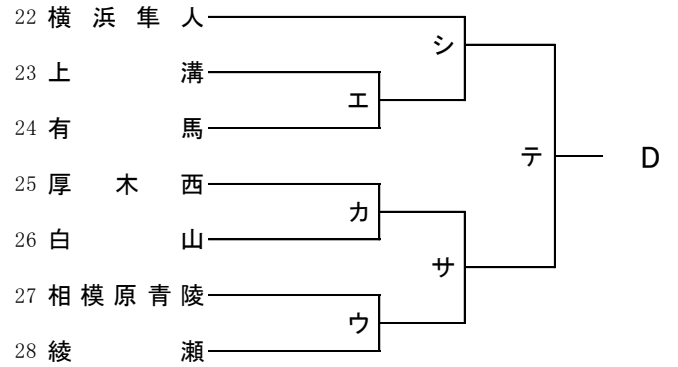 22 横浜隼人
シ
23 上溝
エ
24 有馬
テ D
25 厚木西
カ
26 白山
サ
27 相模原青陵
ウ
28 綾瀬